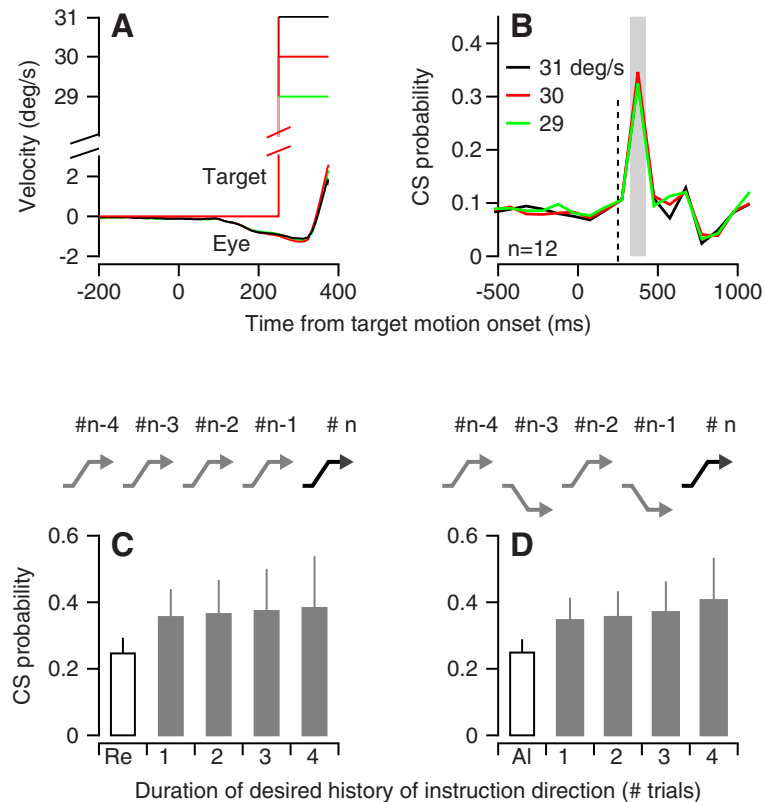 A
B
31
30
29
2
0
-2
Velocity (deg/s)
Target
Eye
-200
0
200
400
0.4
0.3
0.2
0.1
0
CS probability
31 deg/s
30
29
n=12
-500
0
500
1000
Time from target motion onset (ms)
#n-4 #n-3 #n-2 #n-1 # n
#n-4 #n-3 #n-2 #n-1 # n
C
0.6
0.4
0.2
0
CS probability
Re 1 2 3 4
D
0.6
0.4
0.2
0
Al 1 2 3 4
Duration of desired history of instruction direction (# trials)